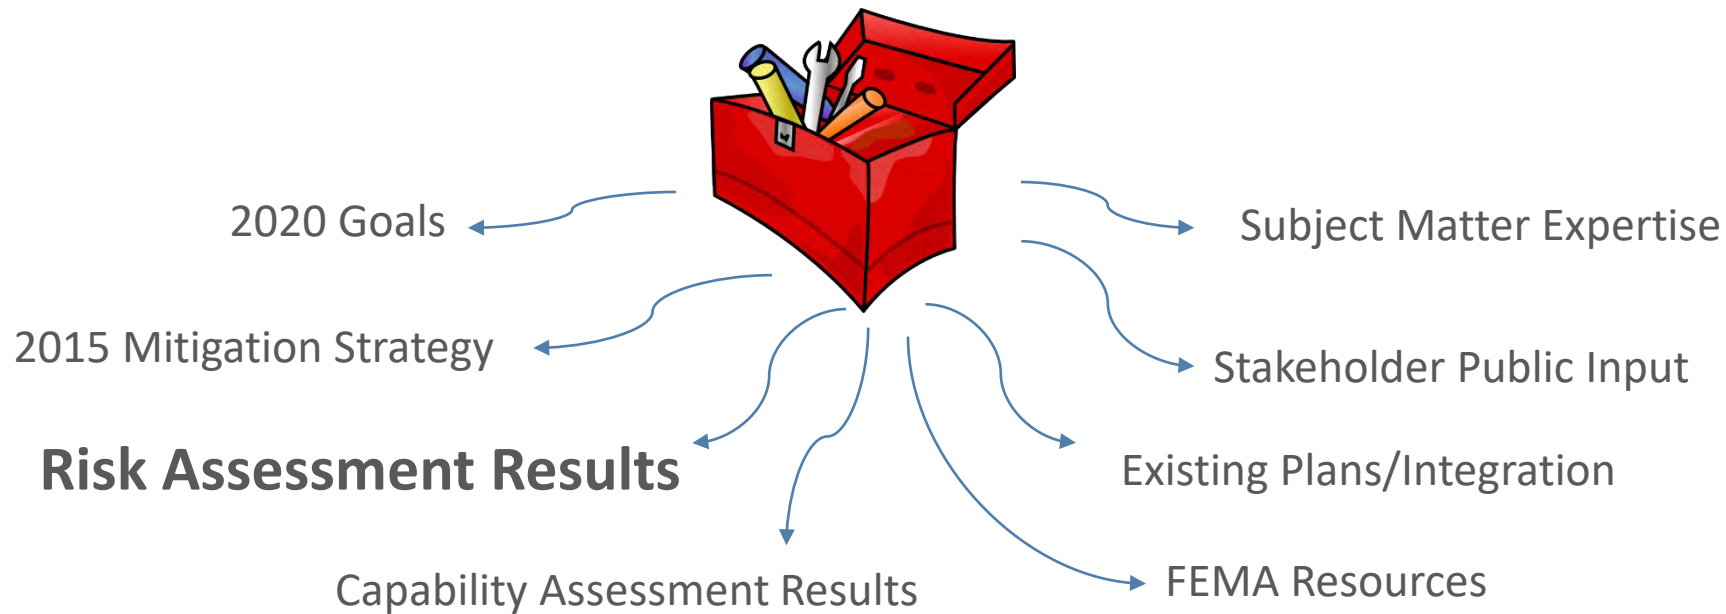 2020 Goals
Subject Matter Expertise
2015 Mitigation Strategy
Stakeholder Public Input
Risk Assessment Results
Existing Plans/Integration
Capability Assessment Results
FEMA Resources